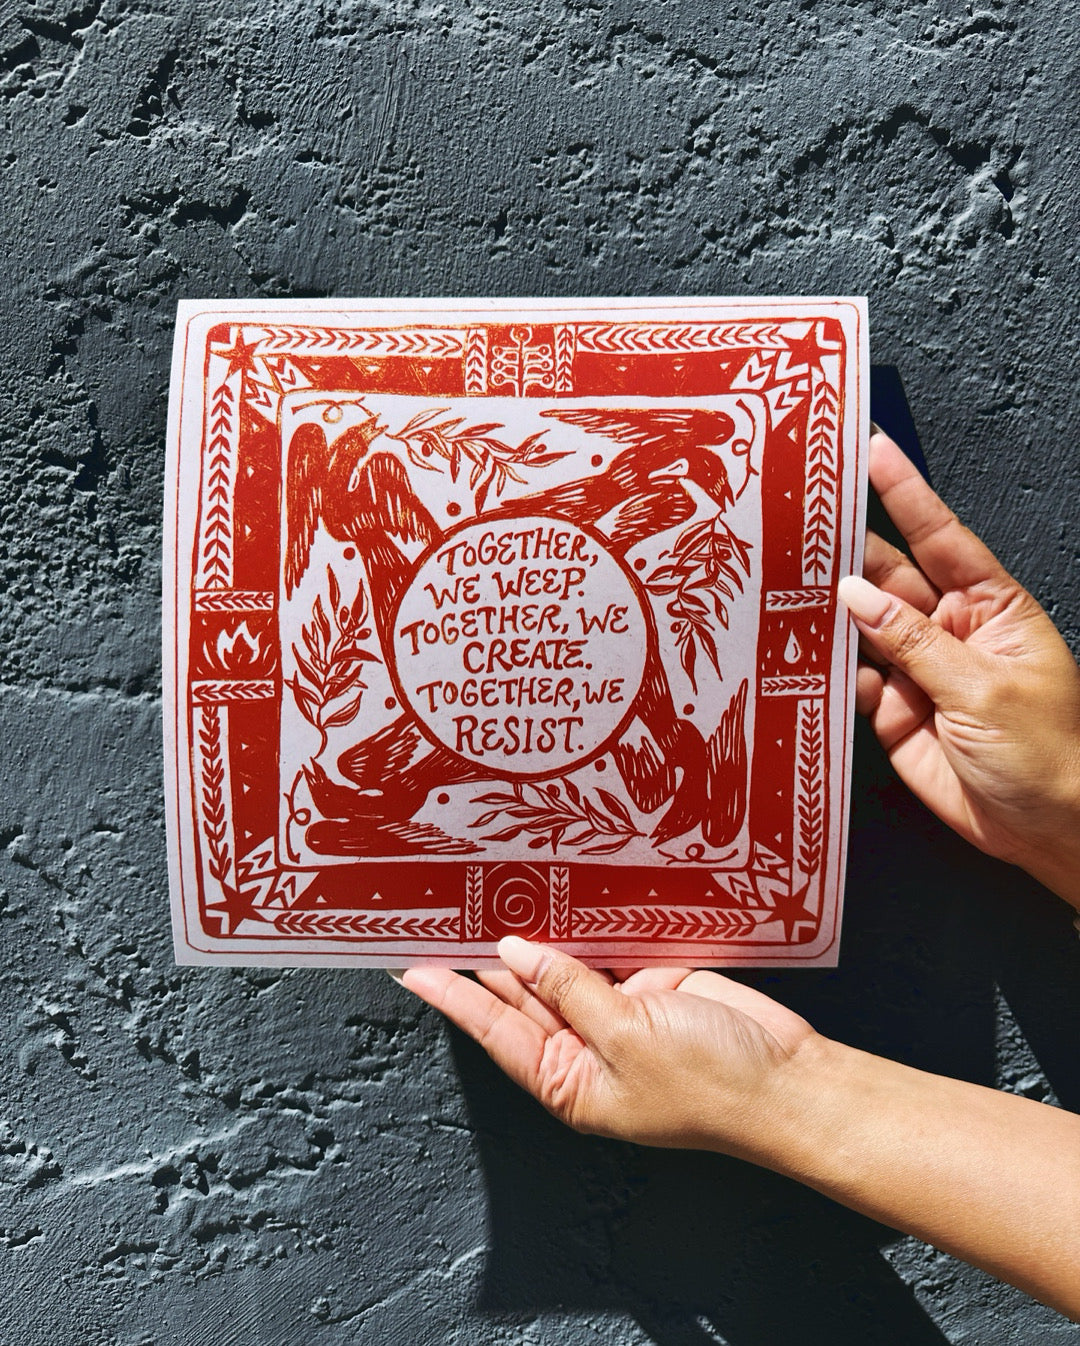 TOGETHER,
WE WEEP.
TOGETHER, WE
CREATE.
TOGETHER, WE
RESIST.